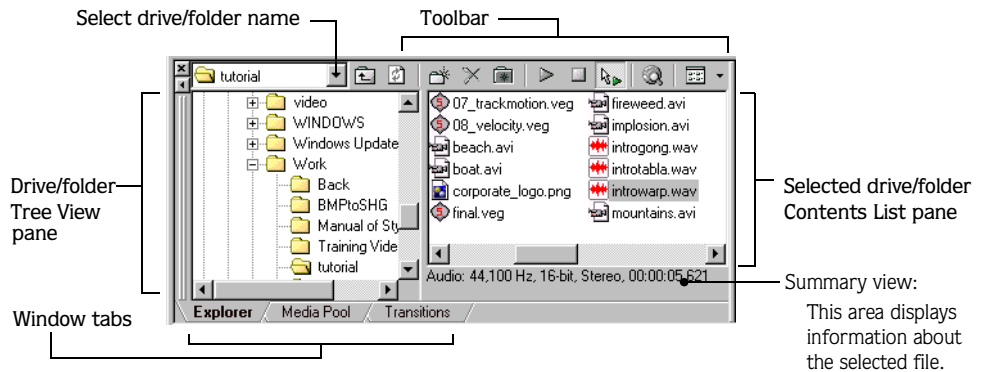 Select drive/folder name
Toolbar
tutorial
video
WINDOWS
Windows Update
Work
Back
BMPtoSHG
Manual of Sty
Training Vide
tutorial
07_trackmotion.veg
08_velocity.veg
beach.avi
boat.avi
corporate_logo.png
final.veg
fireweed.avi
implosion.avi
introgong.wav
introtabla.wav
introwarp.wav
mountains.avi
Audio: 44,100 Hz, 16-bit, Stereo, 00:00:05.621
Explorer
Media Pool
Transitions
Drive/folder
Tree View
pane
Window tabs
Selected drive/folder
Contents List pane
Summary view:
This area displays
information about
the selected file.